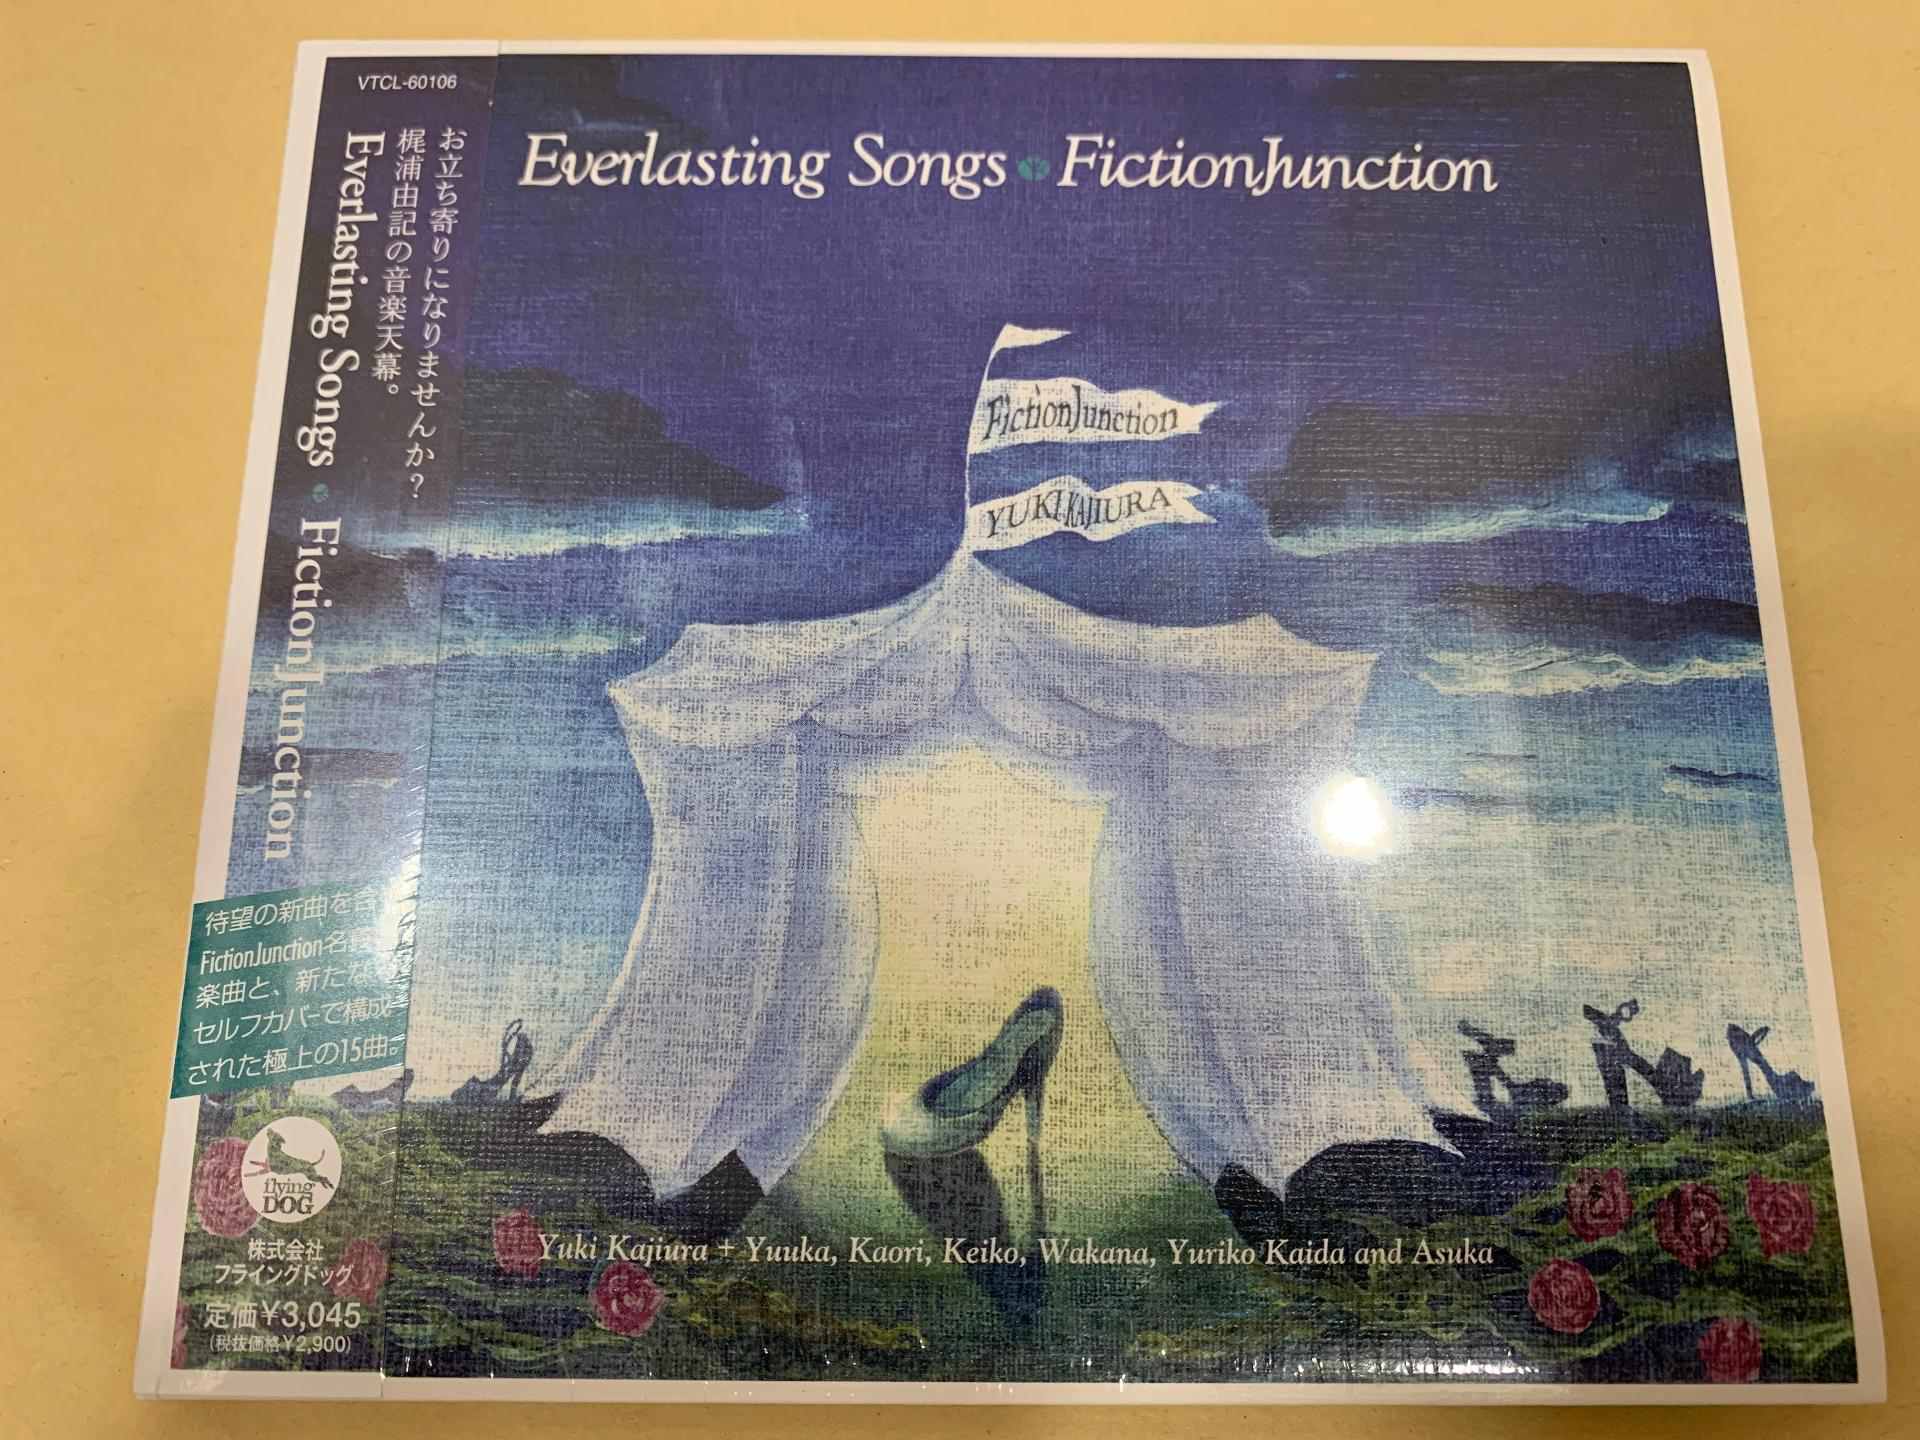 VTCL-60106
お立ち寄りになりませんか?
梶浦由記の音楽天幕。
Everlasting Songs • FictionJunction
待望の新曲を含
FictionJunction名
楽曲と、新たな
セルフカバーで構成
された極上の15曲。
flying
DOG
株式会社
フライングドッグ
定価¥3,045
(税抜価格¥2,900)
Everlasting Songs • FictionJunction
FictionJunction
YUKI KAJIURA
Yuki Kajiura + Yuuka, Kaori, Keiko, Wakana, Yuriko Kaida and Asuka